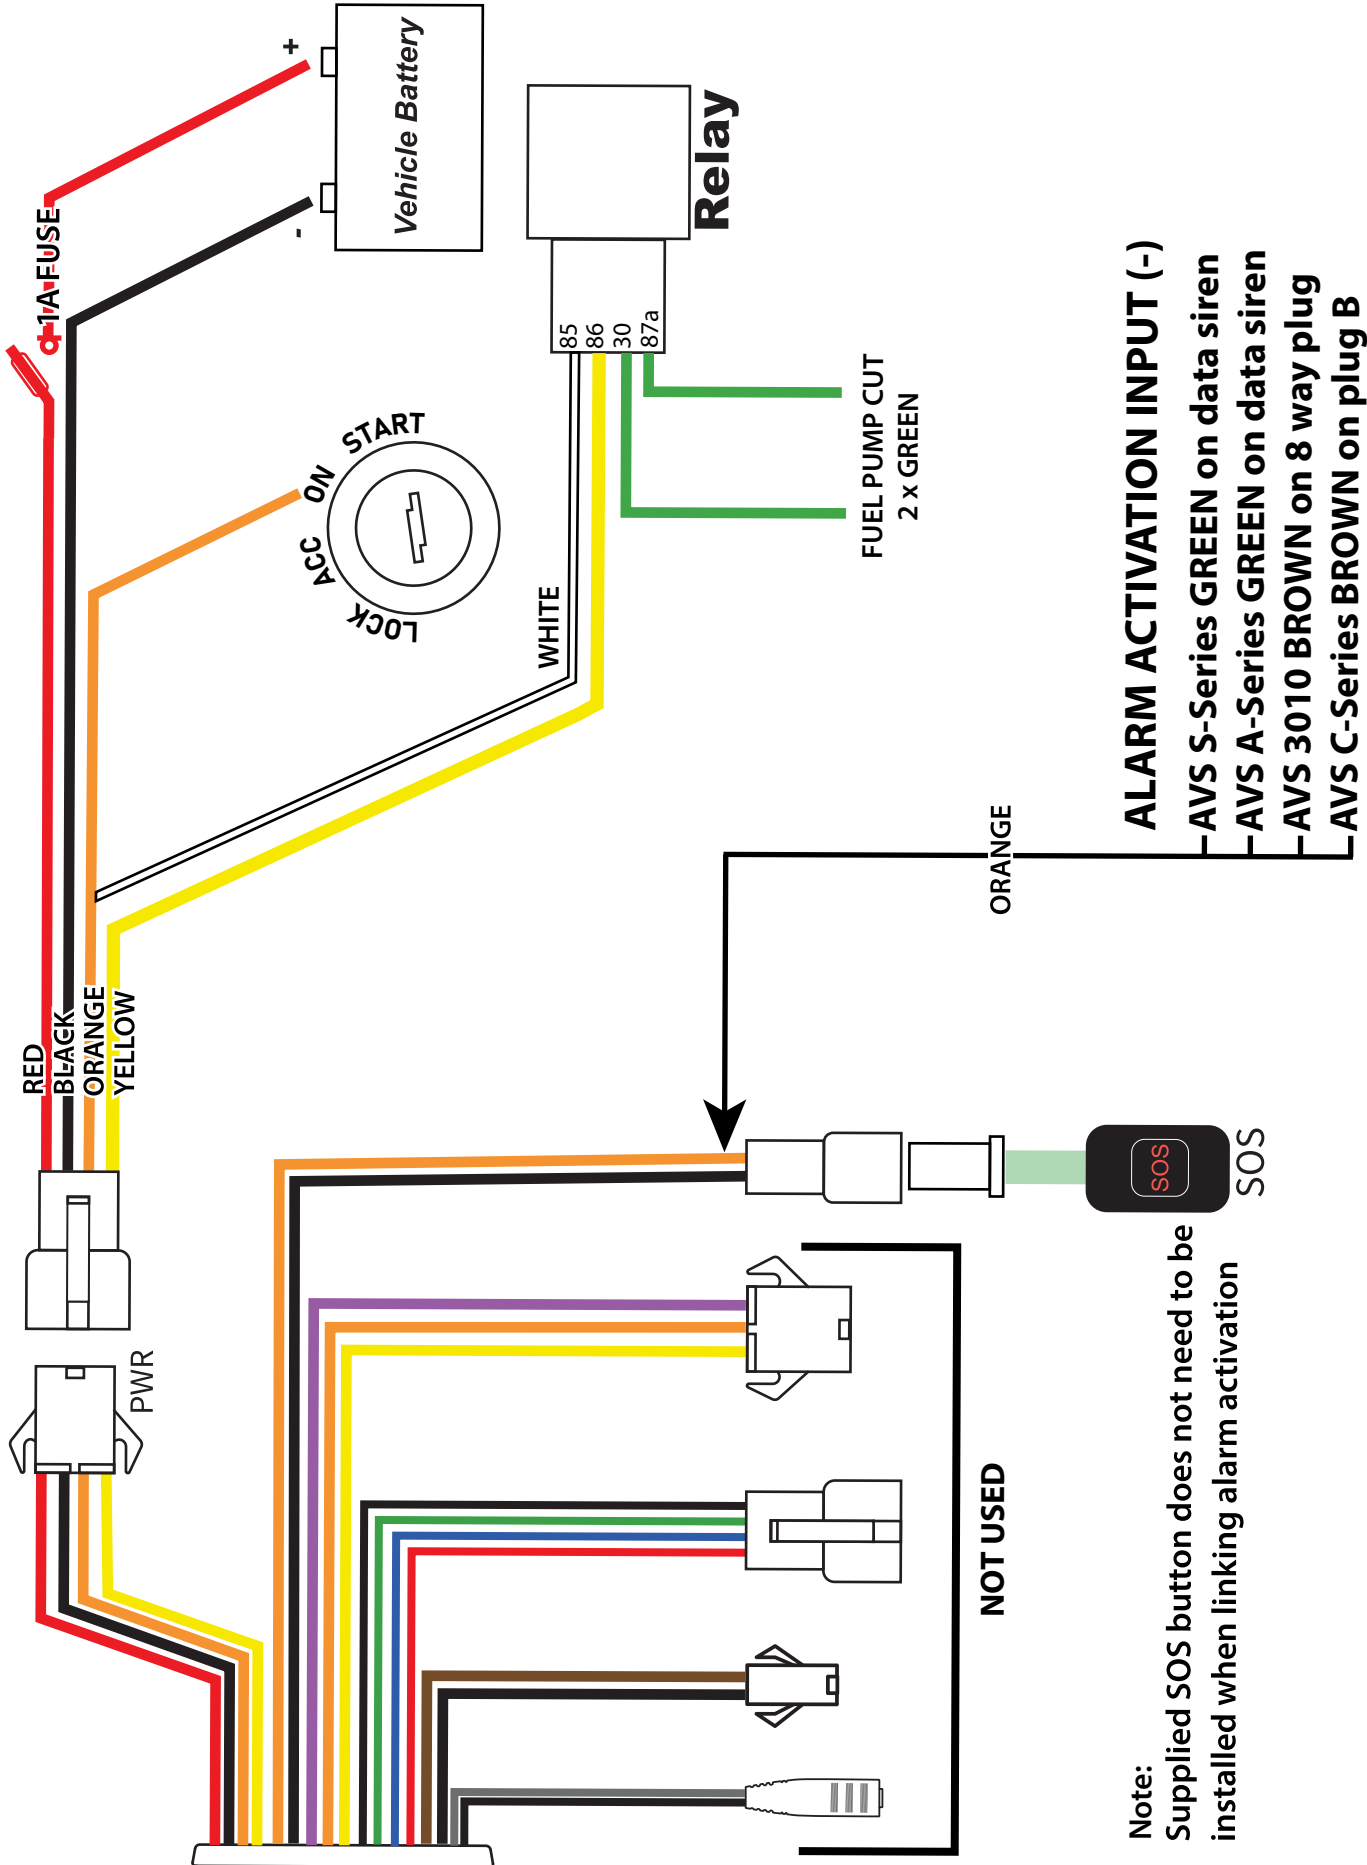 RED
BLACK
ORANGE
YELLOW
1A FUSE
+
-
Vehicle Battery
LOCK
ACC
ON
START
WHITE
85
86
30
87a
Relay
FUEL PUMP CUT
2 x GREEN
PWR
ORANGE
ALARM ACTIVATION INPUT (-)
AVS S-Series GREEN on data siren
AVS A-Series GREEN on data siren
AVS 3010 BROWN on 8 way plug
AVS C-Series BROWN on plug B
SOS
SOS
NOT USED
Note:
Supplied SOS button does not need to be
installed when linking alarm activation